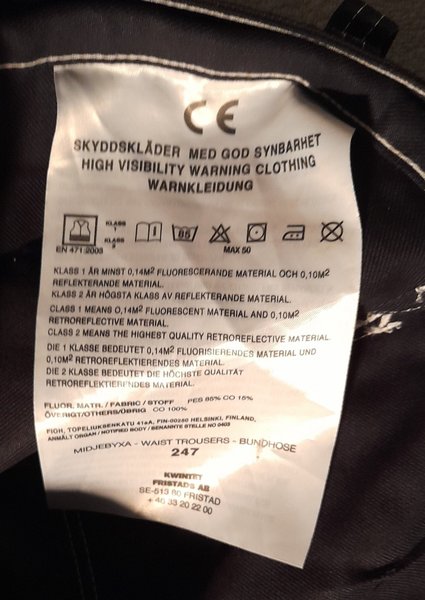 CE
SKYDDSKLÄDER MED GOD SYNBARHET
HIGH VISIBILITY WARNING CLOTHING
WARNKLEIDUNG
KLASS
1
KLASS
2
85
EN 471:2003
MAX 50
KLASS 1 ÄR MINST 0,14M² FLUORESCERANDE MATERIAL OCH 0,10M²
REFLEKTERANDE MATERIAL.
KLASS 2 ÄR HÖGSTA KLASS AV REFLEKTERANDE MATERIAL.
CLASS 1 MEANS 0,14M² FLUORESCENT MATERIAL AND 0,10M²
RETROREFLECTIVE MATERIAL.
CLASS 2 MEANS THE HIGHEST QUALITY RETROREFLECTIVE MATERIAL.
DIE 1 KLASSE BEDEUTET 0,14M² FLUORISIERENDES MATERIAL UND
0,10M² RETROREFLEKTIERENDES MATERIAL.
DIE 2 KLASSE BEDEUTET DIE HÖCHSTE QUALITÄT
RETROREFLEKTIERENDES MATERIAL.
FLUOR. MATR. / FABRIC / STOFF PES 85% CO 15%
ÖVERIGT/OTHERS/ÜBRIG CO 100%
FIOH, TOPELIUKSENKATU 41aA, FIN-00250 HELSINKI, FINLAND,
ANMÄLT ORGAN / NOTIFIED BODY / BENANNTE STELLE NO 0403
MIDJEBYXA - WAIST TROUSERS - BUNDHOSE
247
KWINTET
FRISTADS AB
SE-513 80 FRISTAD
+ 46 33 20 22 00